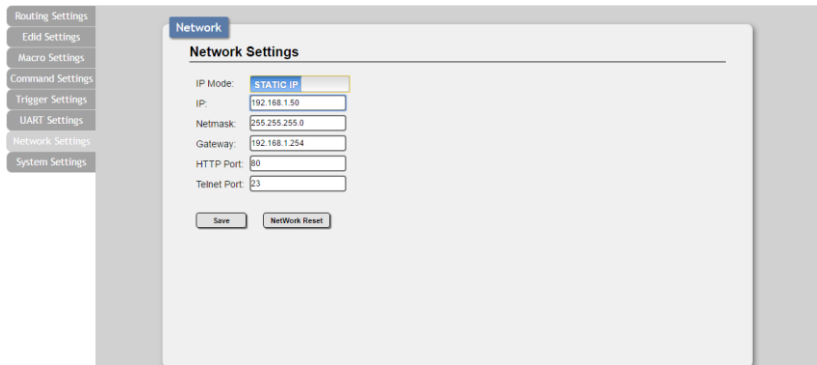 Routing Settings
Edid Settings
Macro Settings
Command Settings
Trigger Settings
UART Settings
Network Settings
System Settings
Network
Network Settings
IP Mode: STATIC IP
IP: 192.168.1.50
Netmask: 255.255.255.0
Gateway: 192.168.1.254
HTTP Port: 80
Telnet Port: 23
Save NetWork Reset